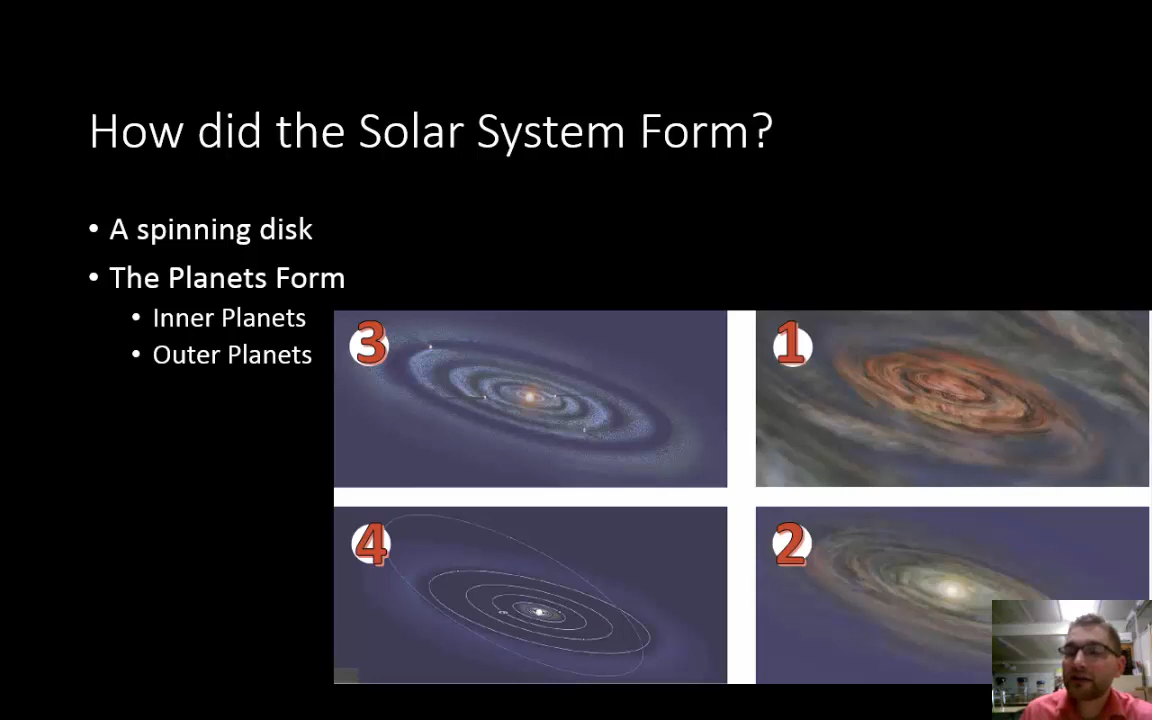 How did the Solar System Form?
• A spinning disk
• The Planets Form
• Inner Planets
• Outer Planets
3
1
4
2